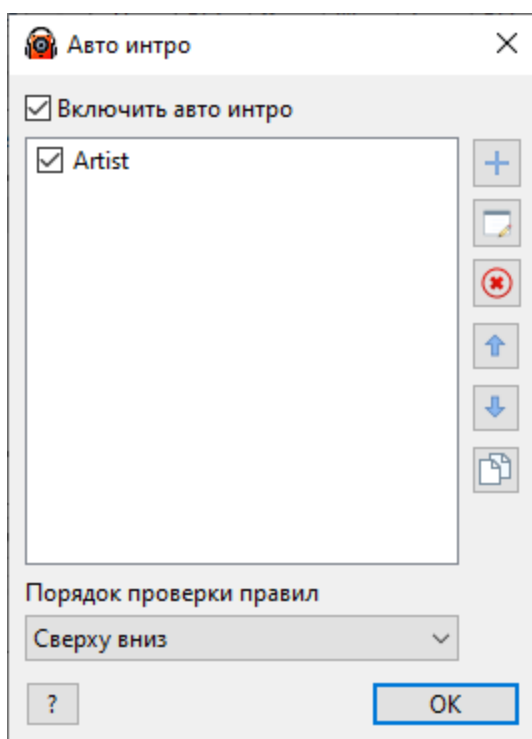 Авто интро
Включить авто интро
Artist
Порядок проверки правил
Сверху вниз
?
OK